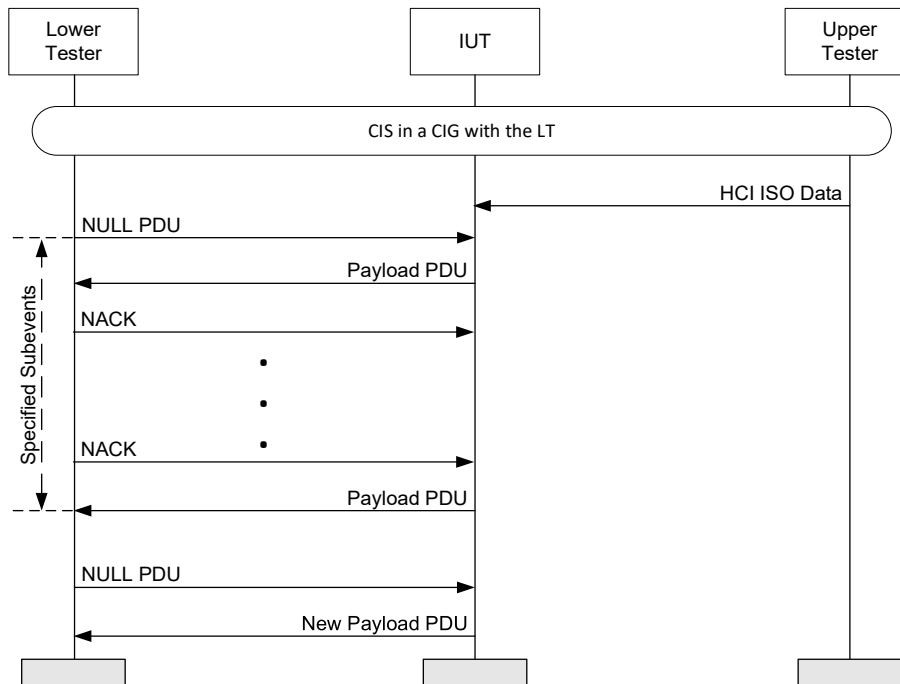 Lower
Tester
IUT
Upper
Tester
CIS in a CIG with the LT
HCI ISO Data
NULL PDU
Payload PDU
NACK
Specified Subevents
NACK
Payload PDU
NULL PDU
New Payload PDU